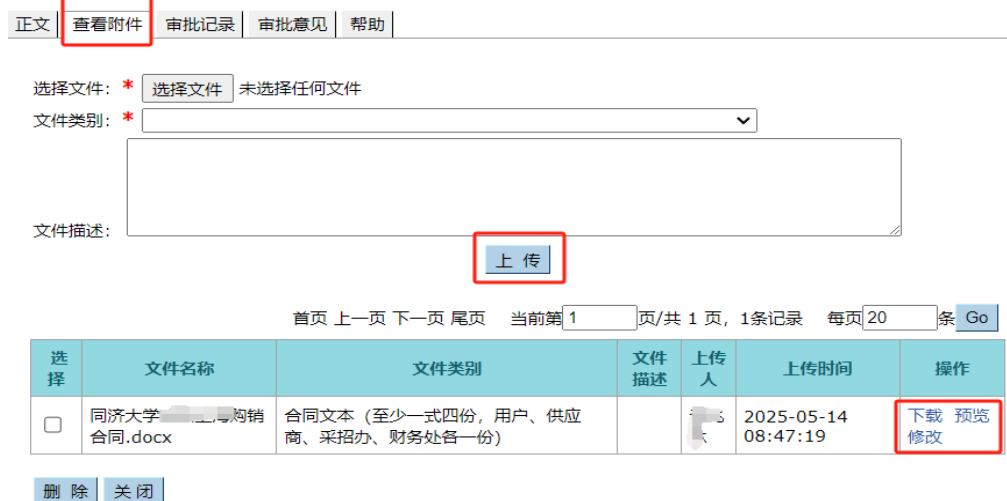 正文 查看附件 审批记录 审批意见 帮助
选择文件: * 选择文件 未选择任何文件
文件类别: *
文件描述:
上 传
首页 上一页 下一页 尾页 当前第 1 页/共 1 页, 1条记录 每页 20 条 Go
选择 文件名称 文件类别 文件描述 上传人 上传时间 操作
同济大学 购销 合同文本 (至少一式四份, 用户、供应 2025-05-14 下载 预览
合同.docx 商、采招办、财务处各一份) 08:47:19 修改
删 除 关 闭